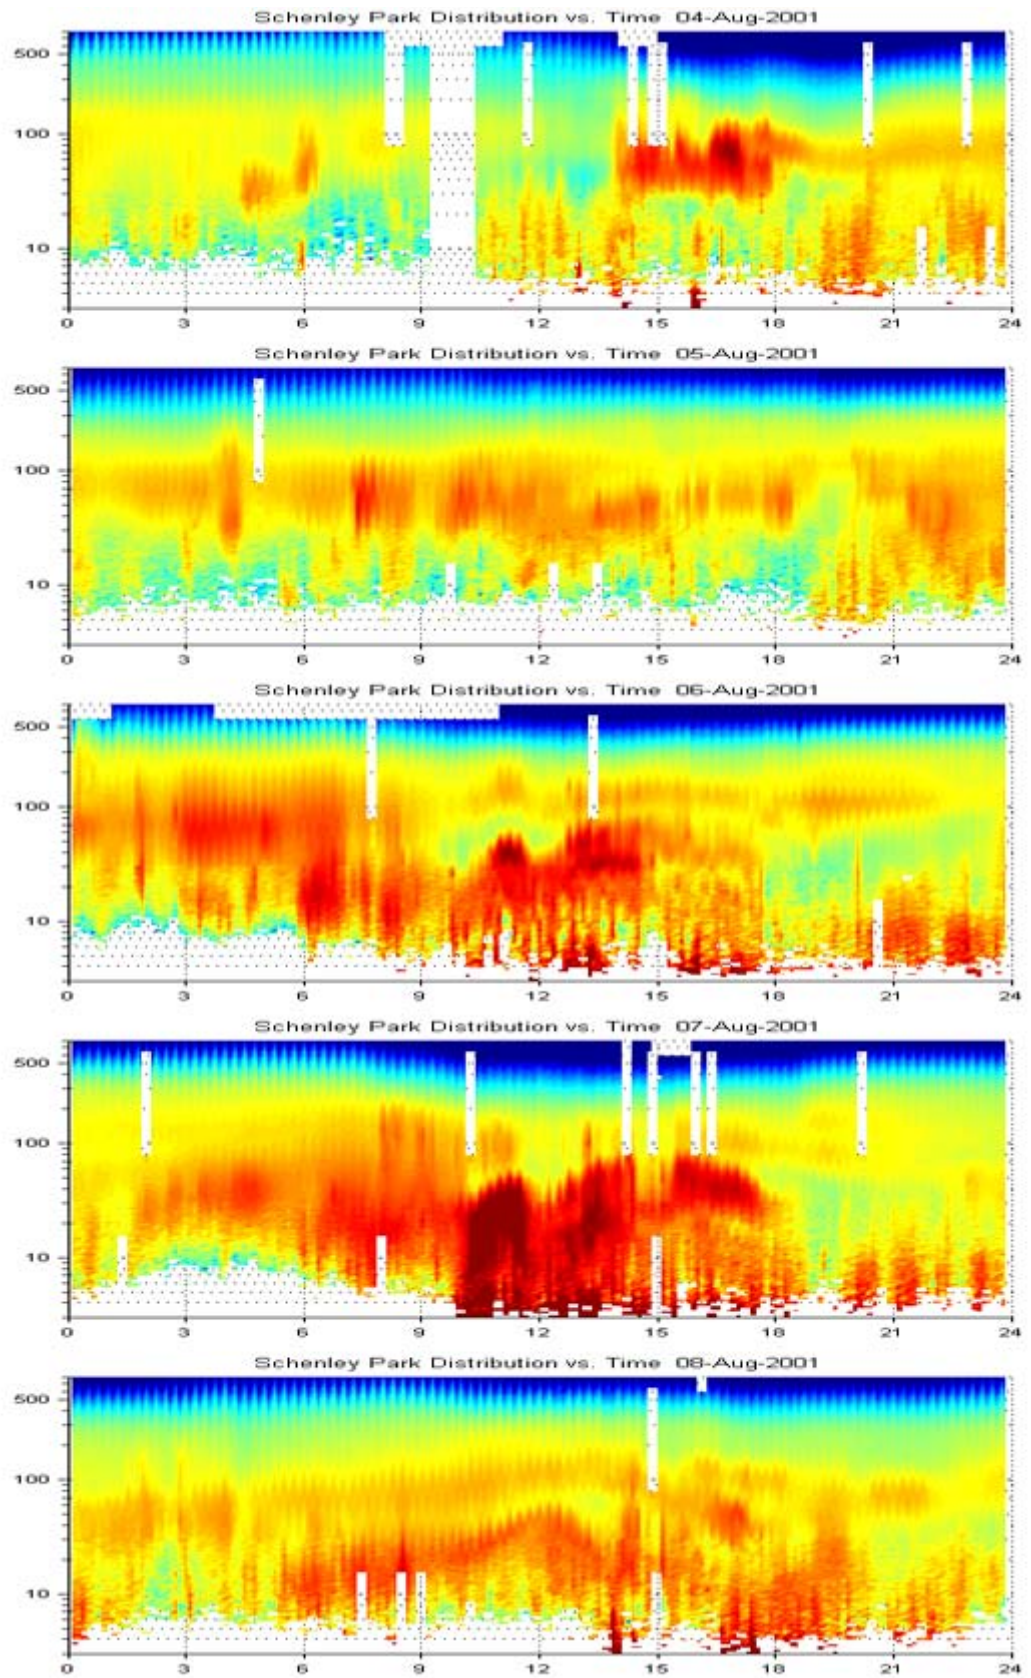 Schenley Park Distribution vs. Time 04-Aug-2001
500
100
10
0 3 6 9 12 15 18 21 24
Schenley Park Distribution vs. Time 05-Aug-2001
500
100
10
0 3 6 9 12 15 18 21 24
Schenley Park Distribution vs. Time 06-Aug-2001
500
100
10
0 3 6 9 12 15 18 21 24
Schenley Park Distribution vs. Time 07-Aug-2001
500
100
10
0 3 6 9 12 15 18 21 24
Schenley Park Distribution vs. Time 08-Aug-2001
500
100
10
0 3 6 9 12 15 18 21 24